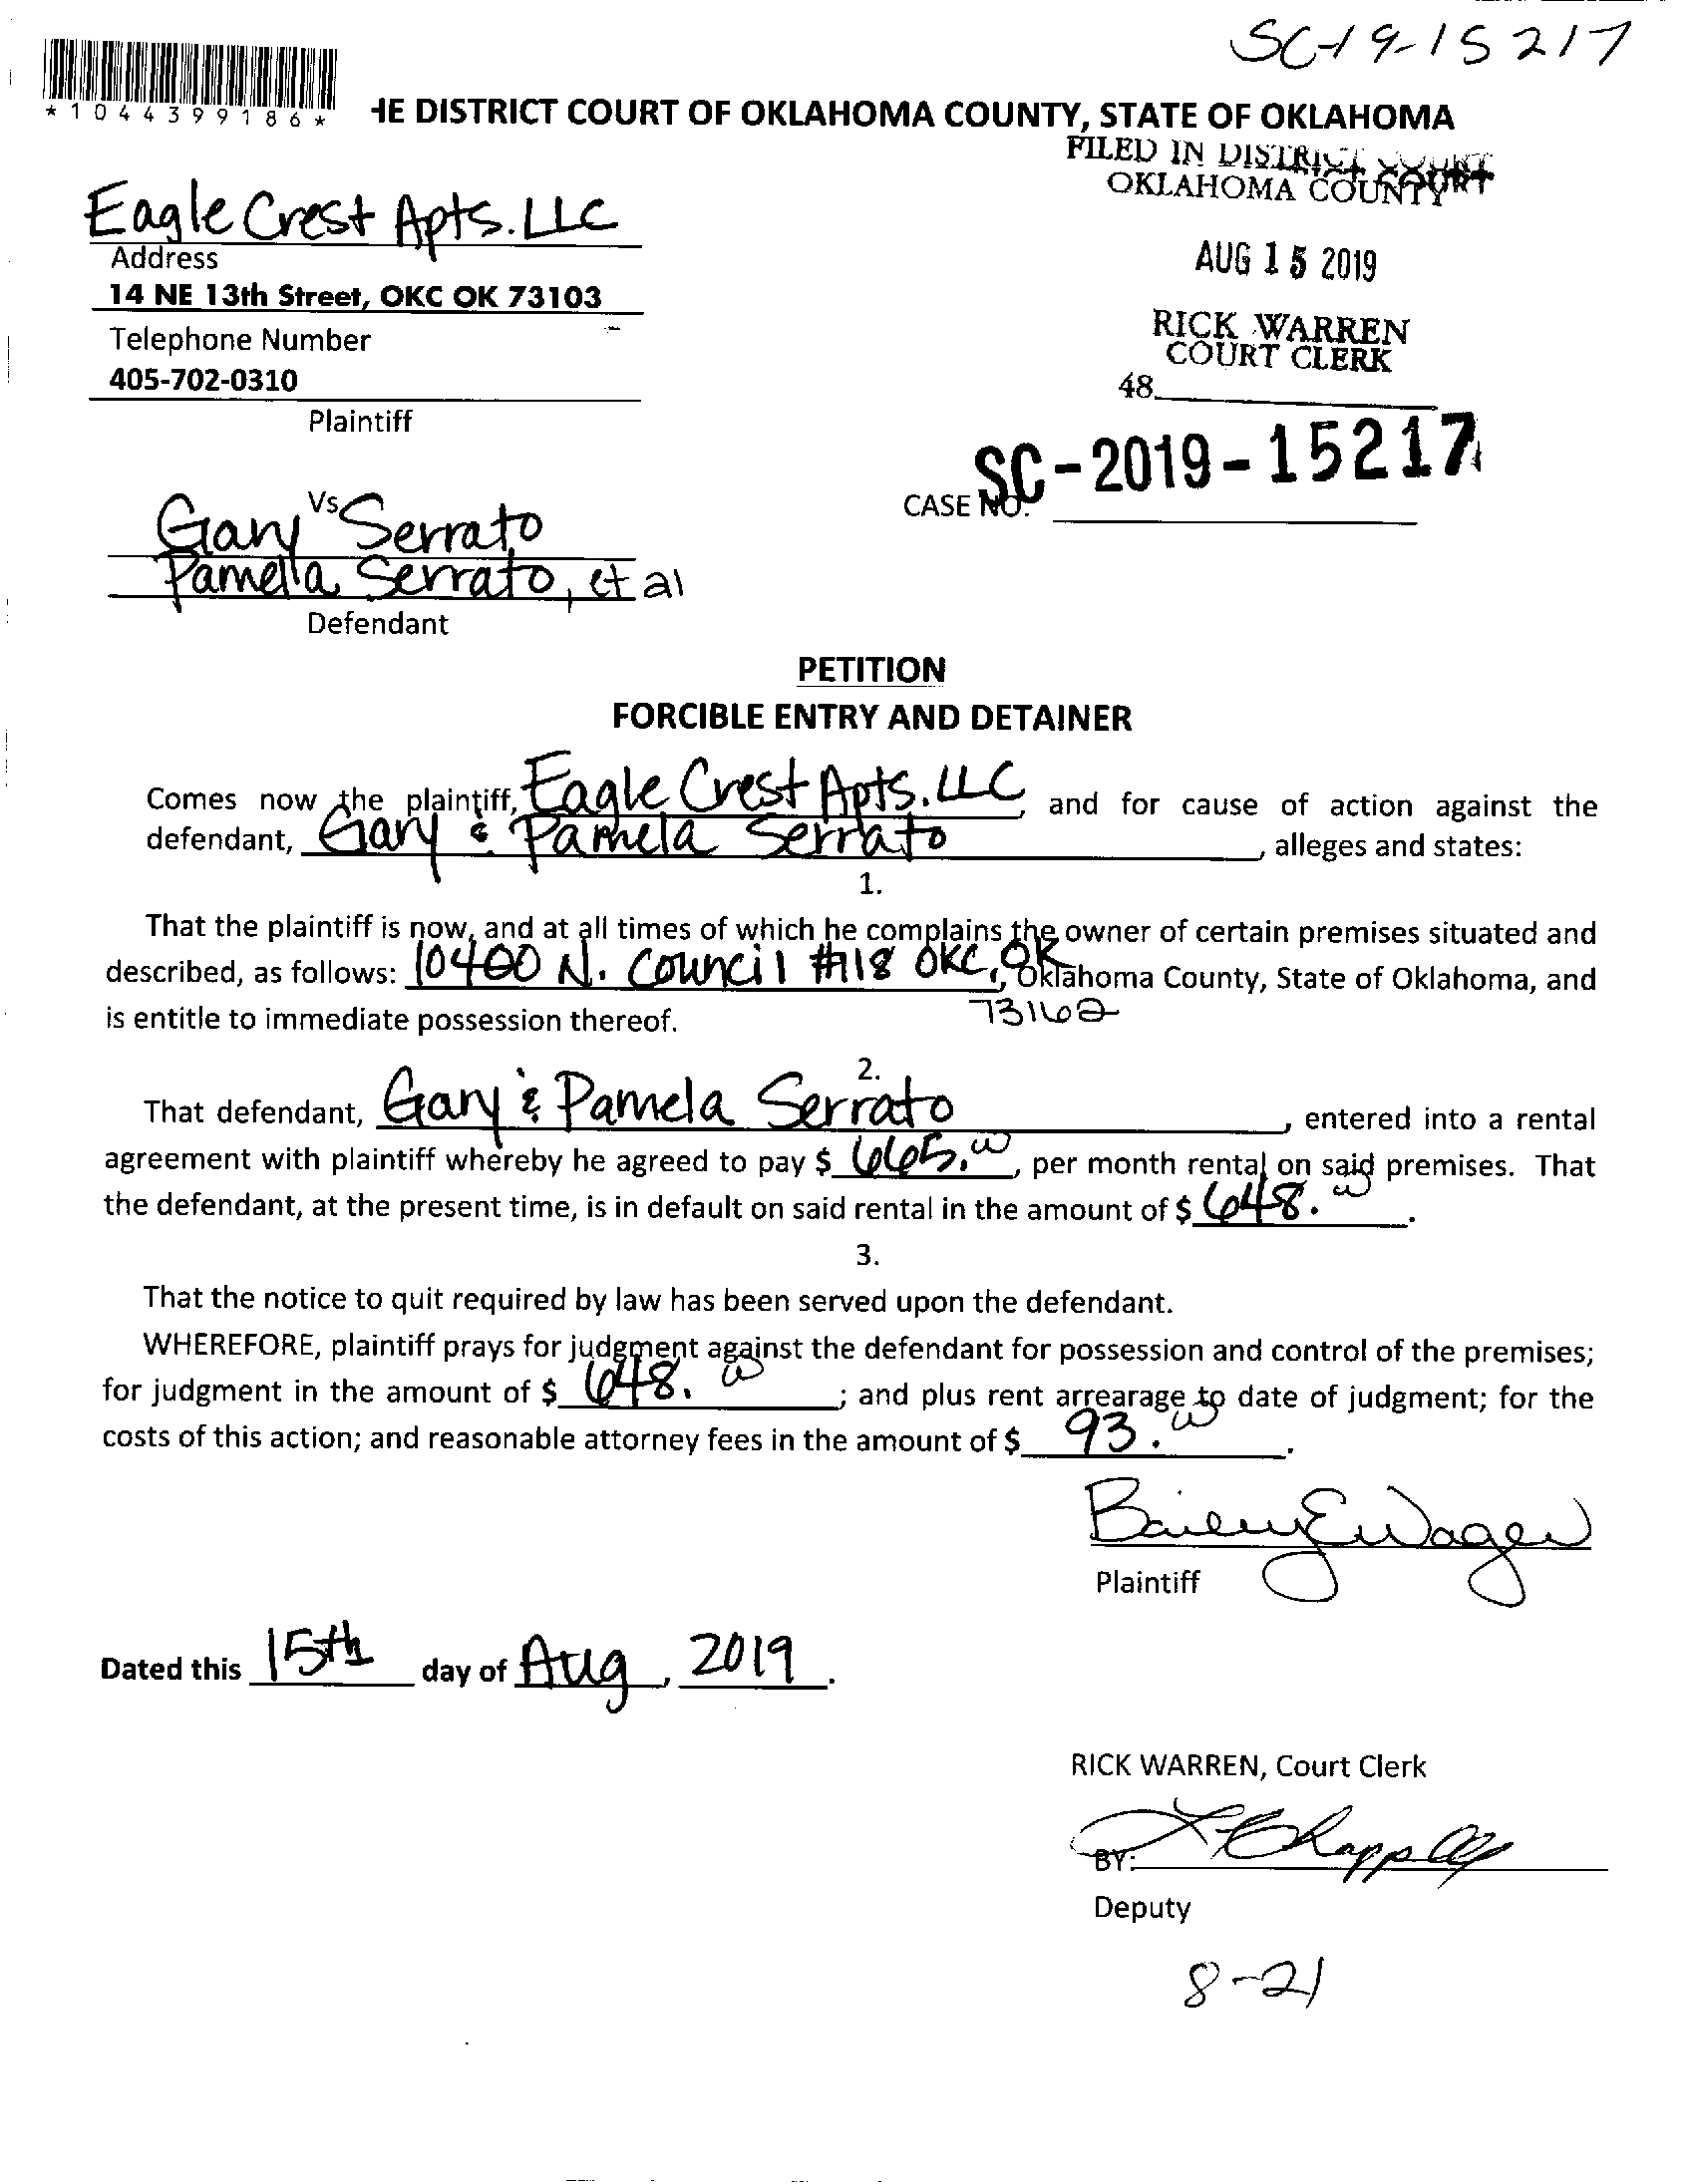 SC-19-15217
*1044399186*
HE DISTRICT COURT OF OKLAHOMA COUNTY, STATE OF OKLAHOMA
FILED IN DISTRICT COURT
OKLAHOMA COUNTY
Eagle Crest Apts. LLC
Address
AUG 15 2019
14 NE 13th Street, OKC OK 73103
Telephone Number
RICK WARREN
COURT CLERK
405-702-0310
48
Plaintiff
SC-2019-15217
CASE NO.
Vs
Gary Serrato
Pamela Serrato, et al
Defendant
PETITION
FORCIBLE ENTRY AND DETAINER
Comes now the plaintiff, Eagle Crest Apts. LLC, and for cause of action against the
defendant, Gary & Pamela Serrato, alleges and states:
1.
That the plaintiff is now, and at all times of which he complains the owner of certain premises situated and
described, as follows: 10400 N. Council #118 OKC, OK, Oklahoma County, State of Oklahoma, and
73162
is entitle to immediate possession thereof.
2.
That defendant, Gary & Pamela Serrato, entered into a rental
agreement with plaintiff whereby he agreed to pay $ 665.00, per month rental on said premises. That
the defendant, at the present time, is in default on said rental in the amount of $ 648.00.
3.
That the notice to quit required by law has been served upon the defendant.
WHEREFORE, plaintiff prays for judgment against the defendant for possession and control of the premises;
for judgment in the amount of $ 648.00; and plus rent arrearage to date of judgment; for the
costs of this action; and reasonable attorney fees in the amount of $ 93.00.
Bailey E Wagen
Plaintiff
Dated this 15th day of Aug, 2019.
RICK WARREN, Court Clerk
BY:
Deputy
8-21